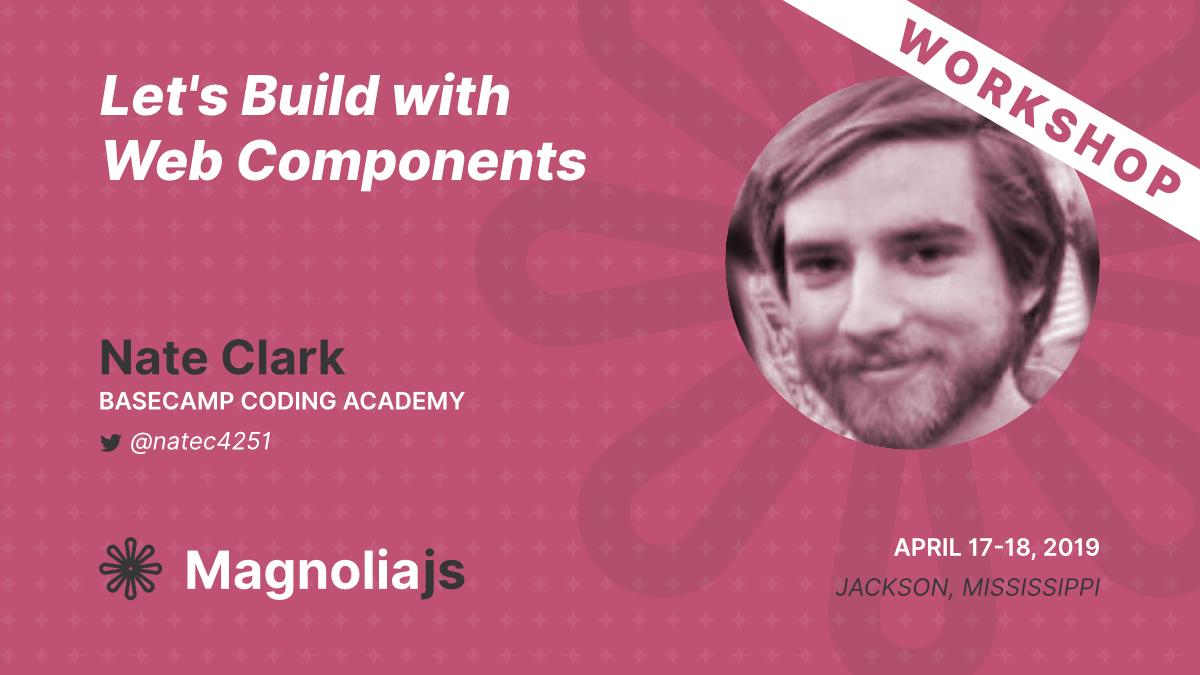 WORKSHOP
Let's Build with
Web Components
Nate Clark
BASECAMP CODING ACADEMY
@natec4251
Magnoliajs
APRIL 17-18, 2019
JACKSON, MISSISSIPPI